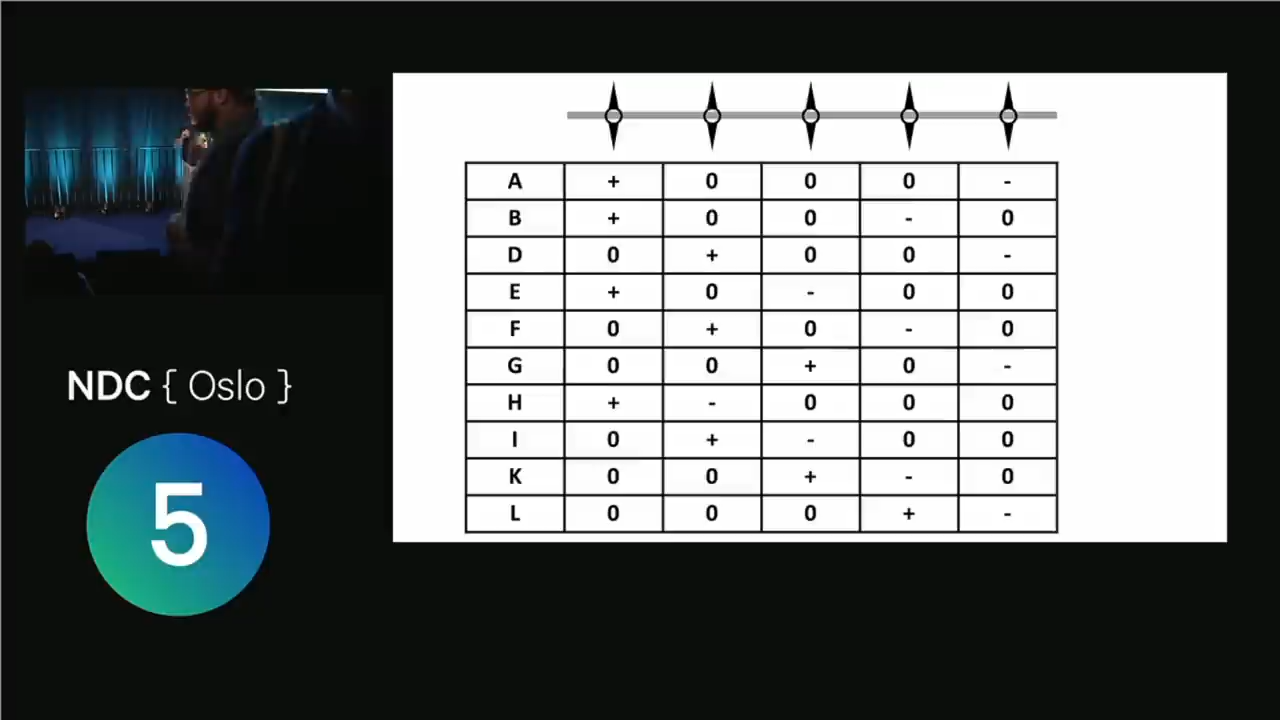 A + 0 0 0 -
B + 0 0 - 0
D 0 + 0 0 -
E + 0 - 0 0
F 0 + 0 - 0
G 0 0 + 0 -
H + - 0 0 0
I 0 + - 0 0
K 0 0 + - 0
L 0 0 0 + -
NDC { Oslo }
5